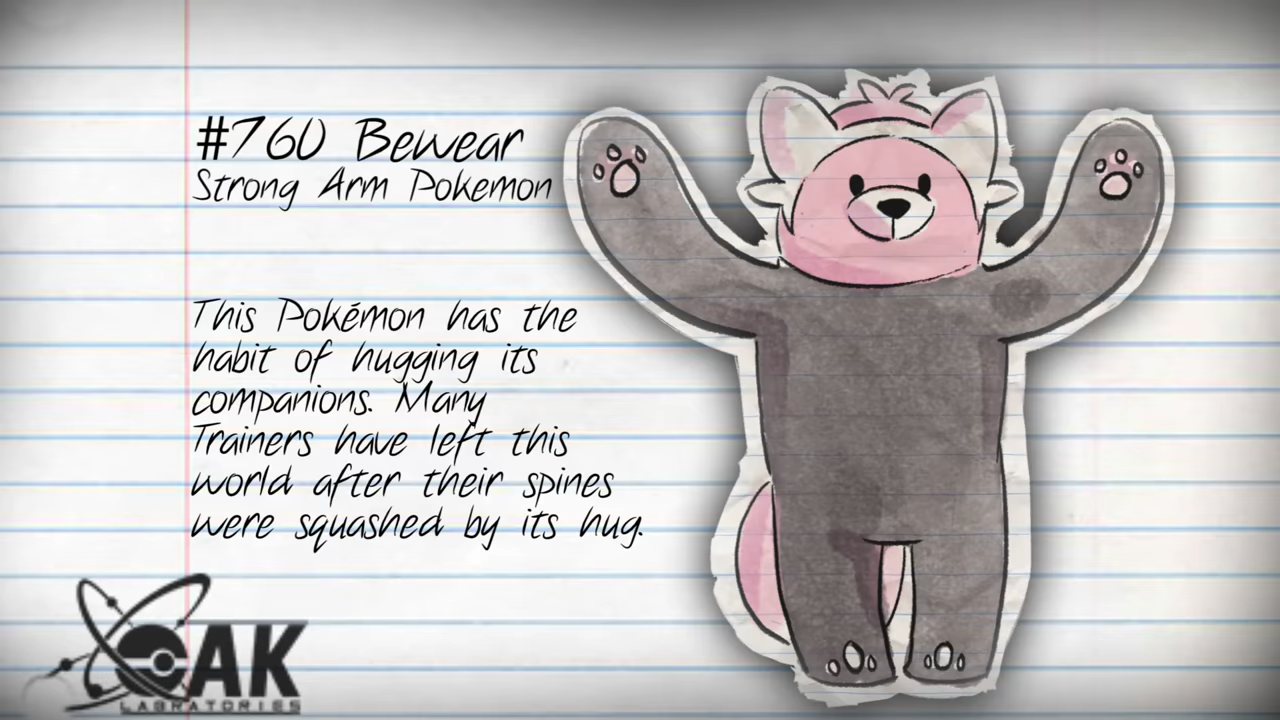 #760 Bewear
Strong Arm Pokemon
This Pokémon has the
habit of hugging its
companions. Many
Trainers have left this
world after their spines
were squashed by its hug.
OAK
LABRATORIES